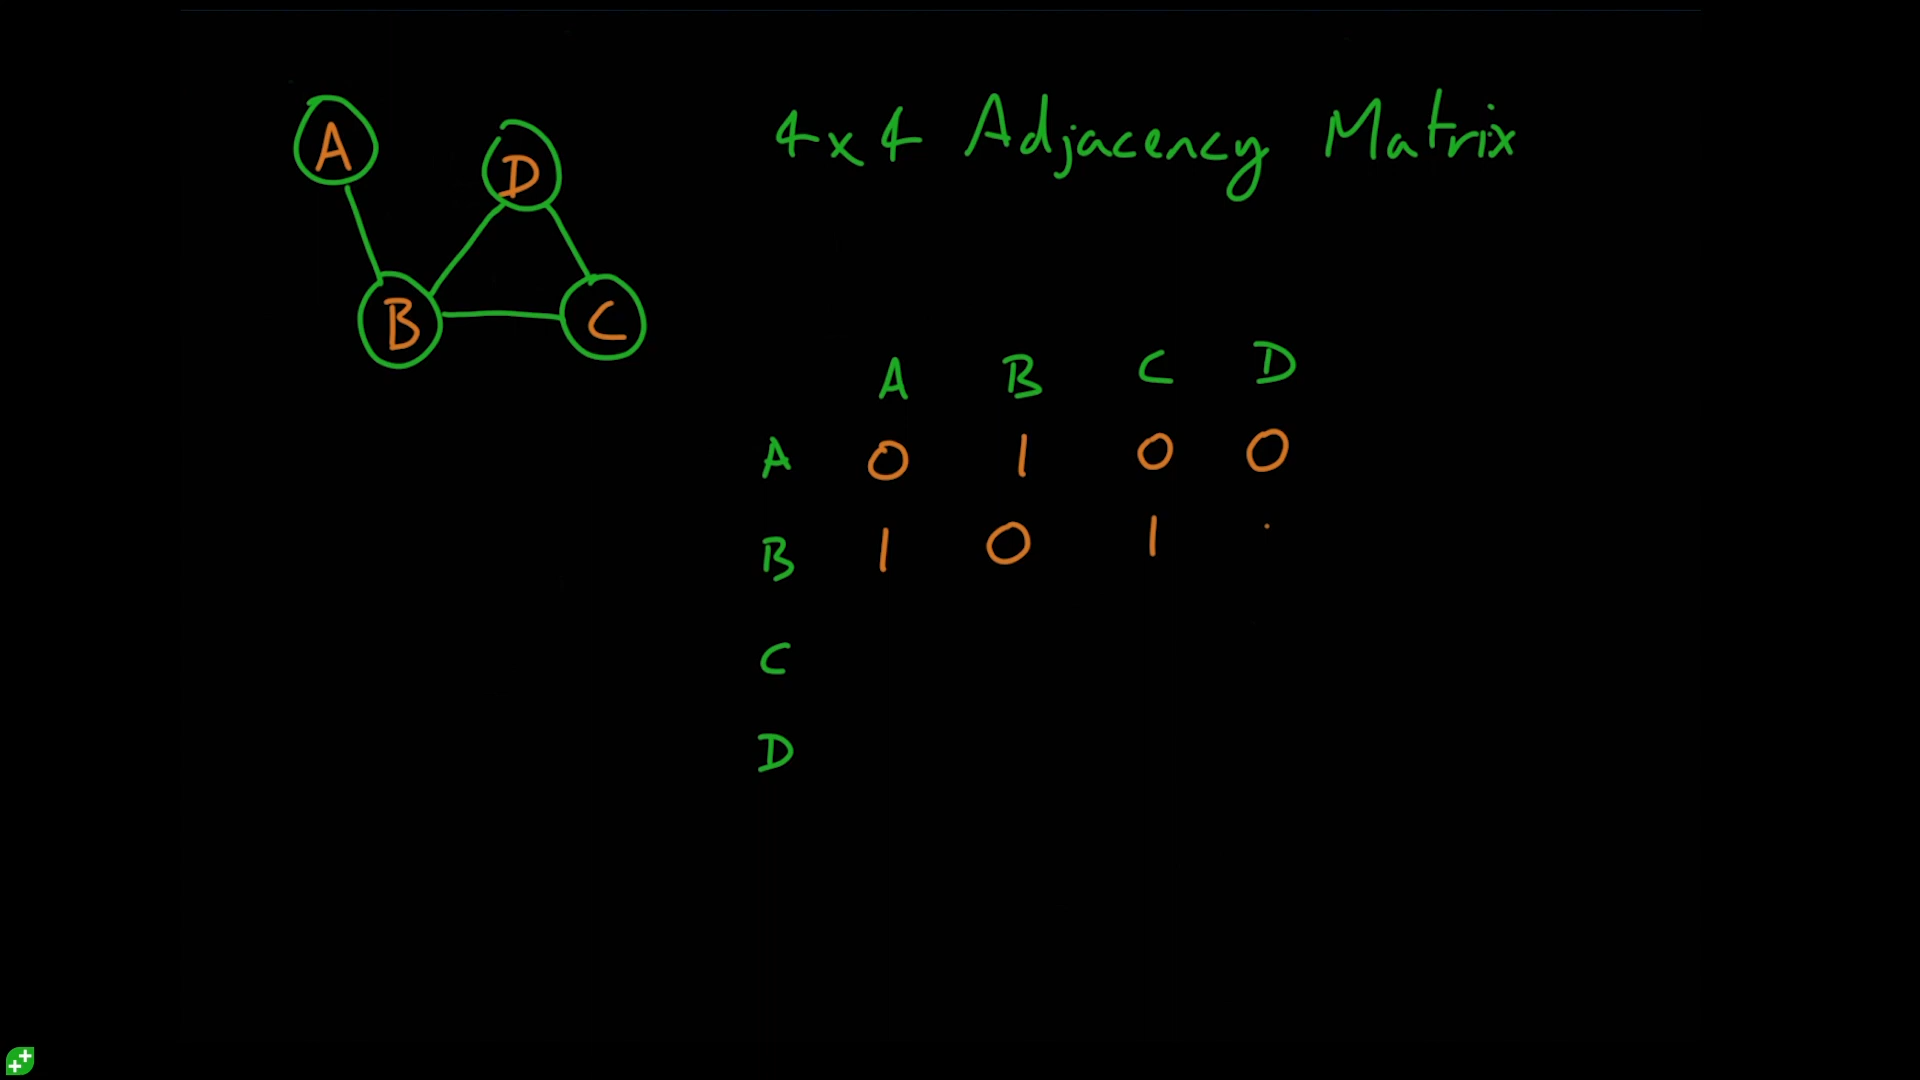 A
D
B
C
4x4 Adjacency Matrix
A B C D
A 0 1 0 0
B 1 0 1
C
D